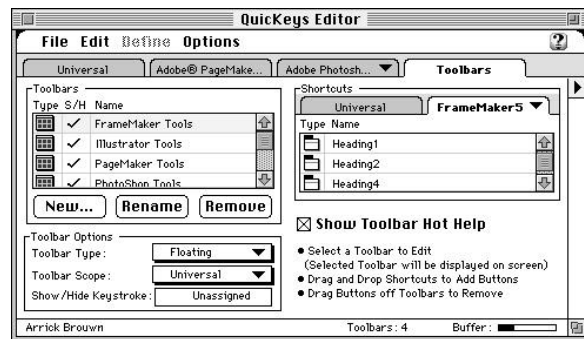 QuicKeys Editor
File Edit Define Options
Universal
Adobe® PageMake...
Adobe Photosh...
Toolbars
Toolbars
Type S/H Name
FrameMaker Tools
Illustrator Tools
PageMaker Tools
PhotoShop Tools
New... Rename Remove
Toolbar Options
Toolbar Type: Floating
Toolbar Scope: Universal
Show/Hide Keystroke: Unassigned
Shortcuts
Universal FrameMaker5
Type Name
Heading1
Heading2
Heading4
Show Toolbar Hot Help
• Select a Toolbar to Edit
(Selected Toolbar will be displayed on screen)
• Drag and Drop Shortcuts to Add Buttons
• Drag Buttons off Toolbars to Remove
Arrick Brouwn
Toolbars: 4
Buffer: